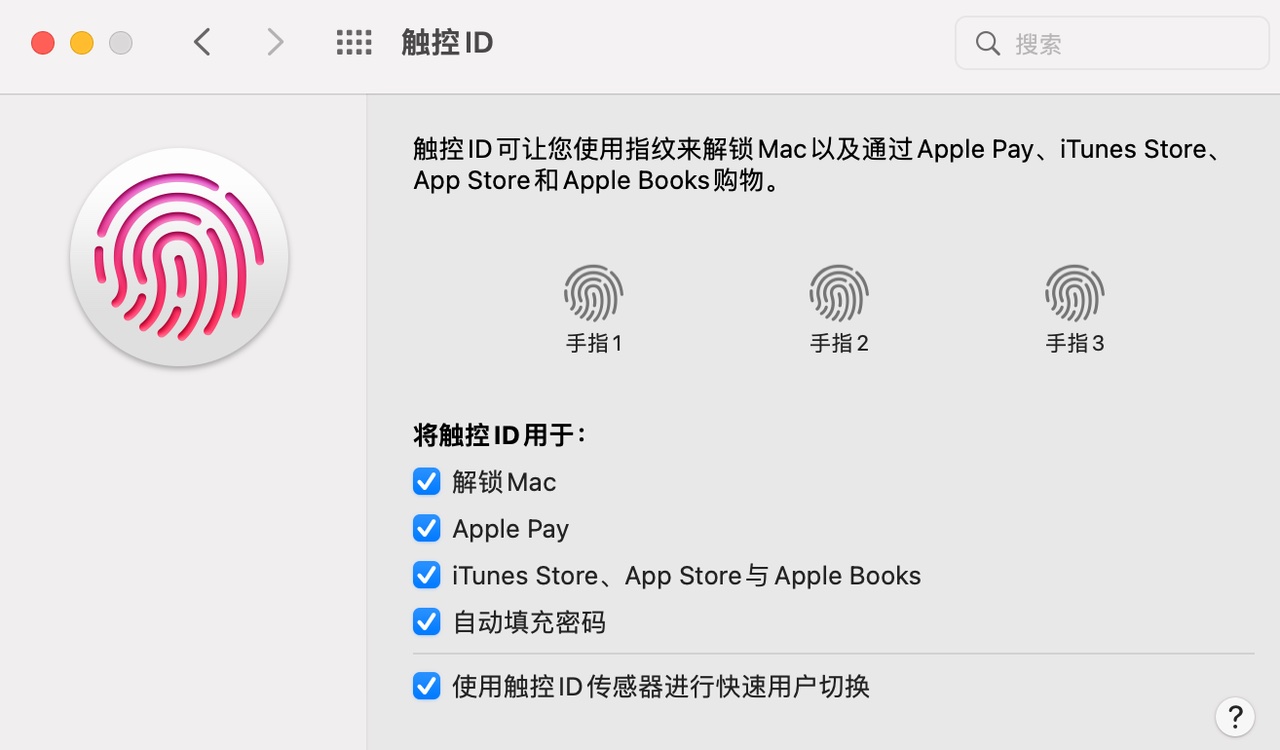 触控 ID
搜索
触控 ID 可让您使用指纹来解锁 Mac 以及通过 Apple Pay、iTunes Store、
App Store 和 Apple Books 购物。
手指 1
手指 2
手指 3
将触控 ID 用于：
解锁 Mac
Apple Pay
iTunes Store、App Store 与 Apple Books
自动填充密码
使用触控 ID 传感器进行快速用户切换
?